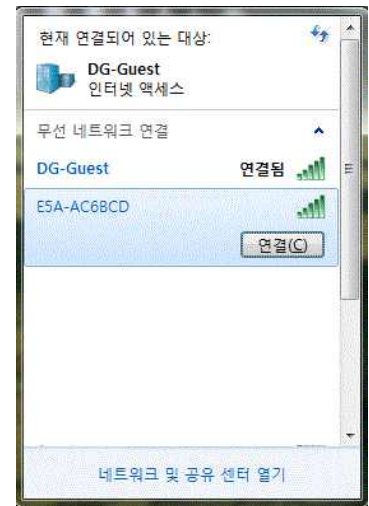 현재 연결되어 있는 대상:
DG-Guest
인터넷 액세스
무선 네트워크 연결
DG-Guest 연결됨
E5A-AC6BCD
연결(C)
네트워크 및 공유 센터 열기